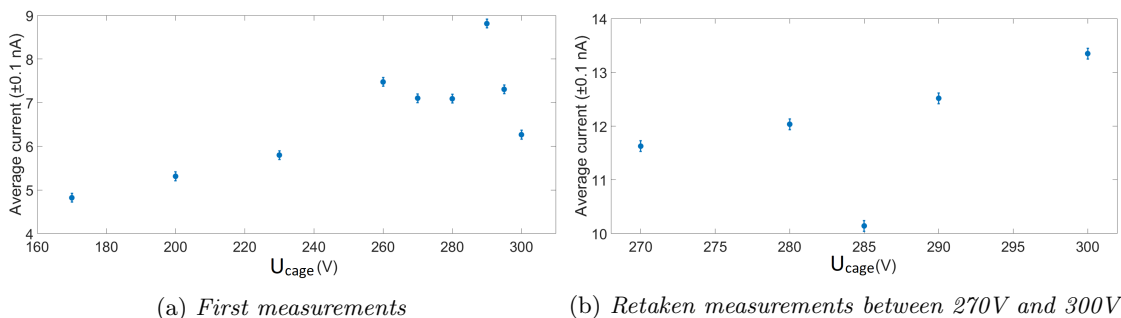 9
8
7
6
5
4
Average current (±0.1 nA)
160 180 200 220 240 260 280 300
Ucage (V)
(a) First measurements
14
13
12
11
10
Average current (±0.1 nA)
270 275 280 285 290 295 300
Ucage(V)
(b) Retaken measurements between 270V and 300V